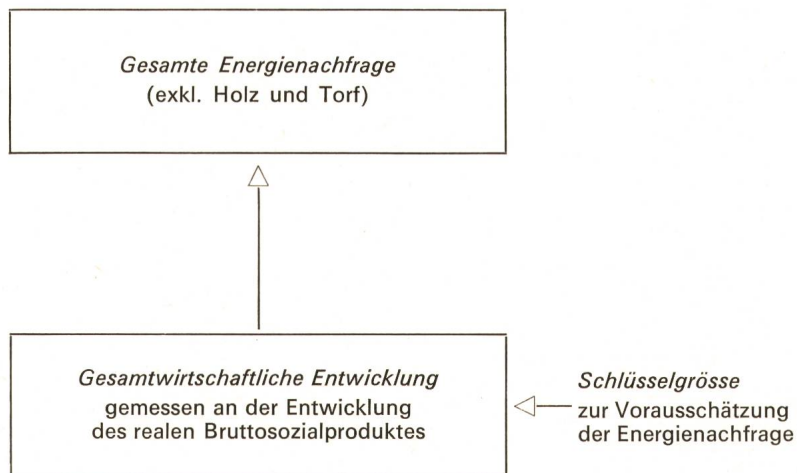 Gesamte Energienachfrage
(exkl. Holz und Torf)
Gesamtwirtschaftliche Entwicklung
gemessen an der Entwicklung
des realen Bruttosozialproduktes
Schlüsselgrösse
zur Vorausschätzung
der Energienachfrage